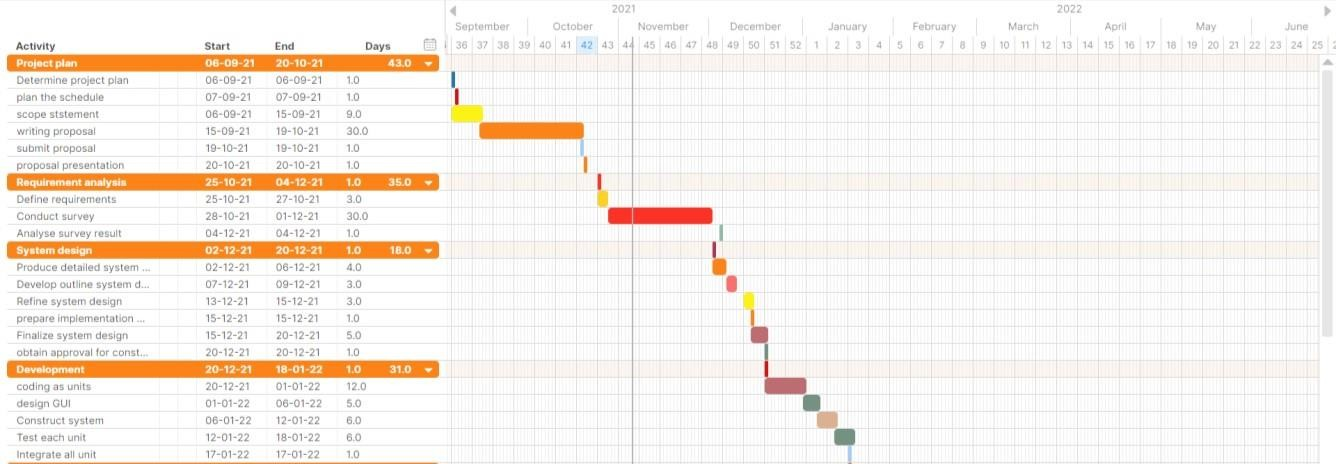 2021 2022
September October November December January February March April May June
36 37 38 39 40 41 42 43 44 45 46 47 48 49 50 51 52 1 2 3 4 5 6 7 8 9 10 11 12 13 14 15 16 17 18 19 20 21 22 23 24 25
Activity Start End Days
Project plan 06-09-21 20-10-21 43.0
Determine project plan 06-09-21 06-09-21 1.0
plan the schedule 07-09-21 07-09-21 1.0
scope ststement 06-09-21 15-09-21 9.0
writing proposal 15-09-21 19-10-21 30.0
submit proposal 19-10-21 19-10-21 1.0
proposal presentation 20-10-21 20-10-21 1.0
Requirement analysis 25-10-21 04-12-21 1.0 35.0
Define requirements 25-10-21 27-10-21 3.0
Conduct survey 28-10-21 01-12-21 30.0
Analyse survey result 04-12-21 04-12-21 1.0
System design 02-12-21 20-12-21 1.0 18.0
Produce detailed system ... 02-12-21 06-12-21 4.0
Develop outline system d... 07-12-21 09-12-21 3.0
Refine system design 13-12-21 15-12-21 3.0
prepare implementation ... 15-12-21 15-12-21 1.0
Finalize system design 15-12-21 20-12-21 5.0
obtain approval for const... 20-12-21 20-12-21 1.0
Development 20-12-21 18-01-22 1.0 31.0
coding as units 20-12-21 01-01-22 12.0
design GUI 01-01-22 06-01-22 5.0
Construct system 06-01-22 12-01-22 6.0
Test each unit 12-01-22 18-01-22 6.0
Integrate all unit 17-01-22 17-01-22 1.0